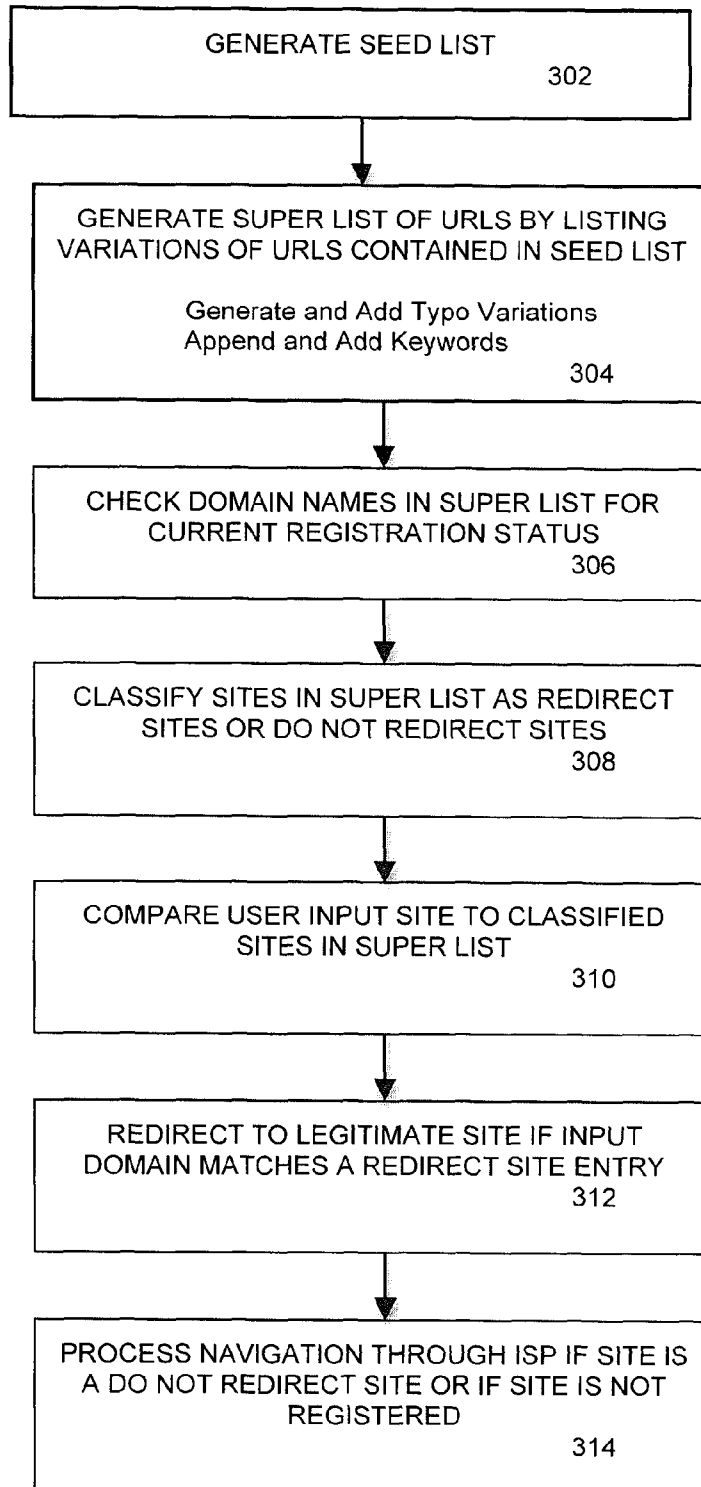 GENERATE SEED LIST
302
GENERATE SUPER LIST OF URLS BY LISTING
VARIATIONS OF URLS CONTAINED IN SEED LIST
Generate and Add Typo Variations
Append and Add Keywords
304
CHECK DOMAIN NAMES IN SUPER LIST FOR
CURRENT REGISTRATION STATUS
306
CLASSIFY SITES IN SUPER LIST AS REDIRECT
SITES OR DO NOT REDIRECT SITES
308
COMPARE USER INPUT SITE TO CLASSIFIED
SITES IN SUPER LIST
310
REDIRECT TO LEGITIMATE SITE IF INPUT
DOMAIN MATCHES A REDIRECT SITE ENTRY
312
PROCESS NAVIGATION THROUGH ISP IF SITE IS
A DO NOT REDIRECT SITE OR IF SITE IS NOT
REGISTERED
314